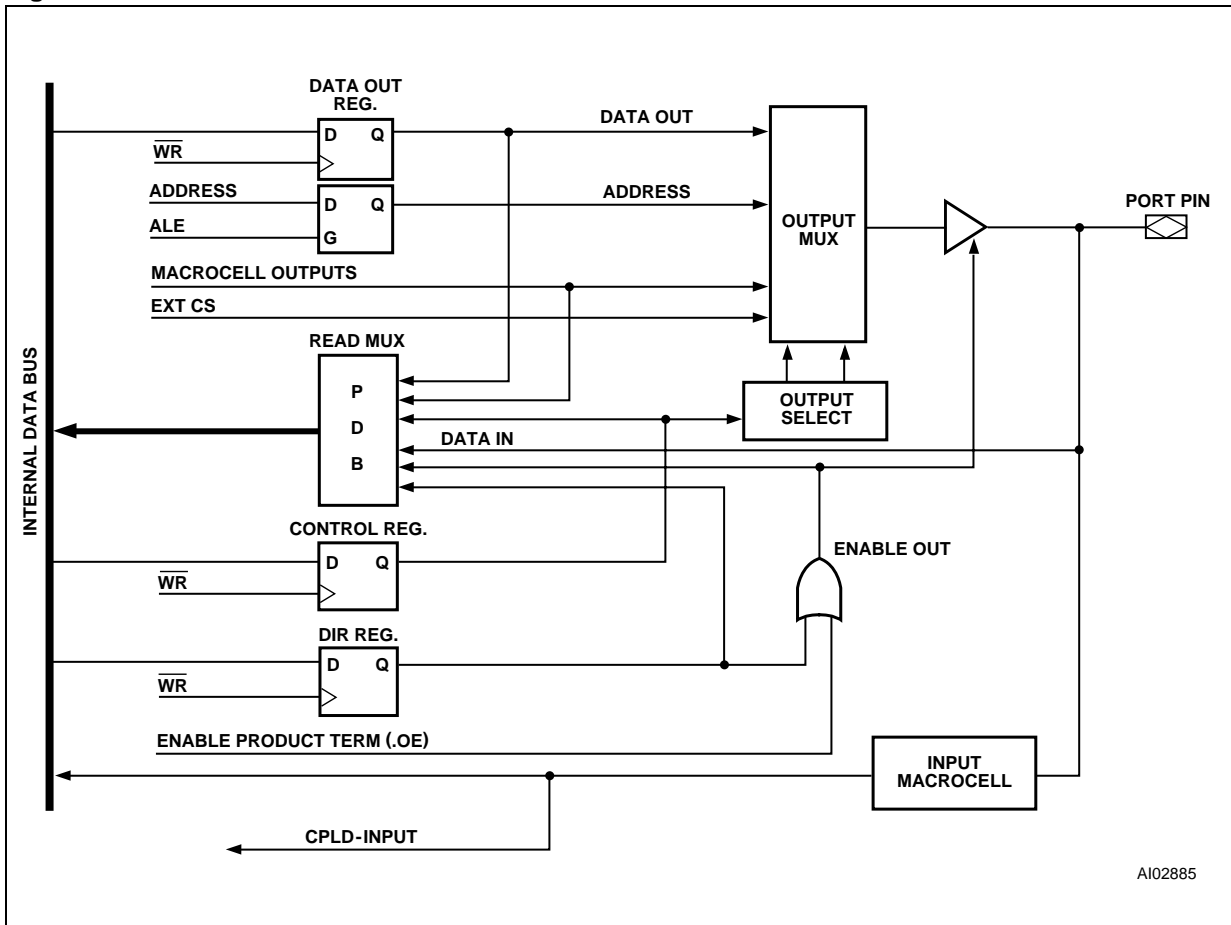 DATA OUT
REG.
D Q
WR
DATA OUT
ADDRESS
D Q
ALE
G
ADDRESS
OUTPUT
MUX
PORT PIN
MACROCELL OUTPUTS
EXT CS
READ MUX
P
D
B
OUTPUT
SELECT
DATA IN
INTERNAL DATA BUS
CONTROL REG.
D Q
WR
ENABLE OUT
DIR REG.
D Q
WR
ENABLE PRODUCT TERM (.OE)
INPUT
MACROCELL
CPLD-INPUT
AI02885